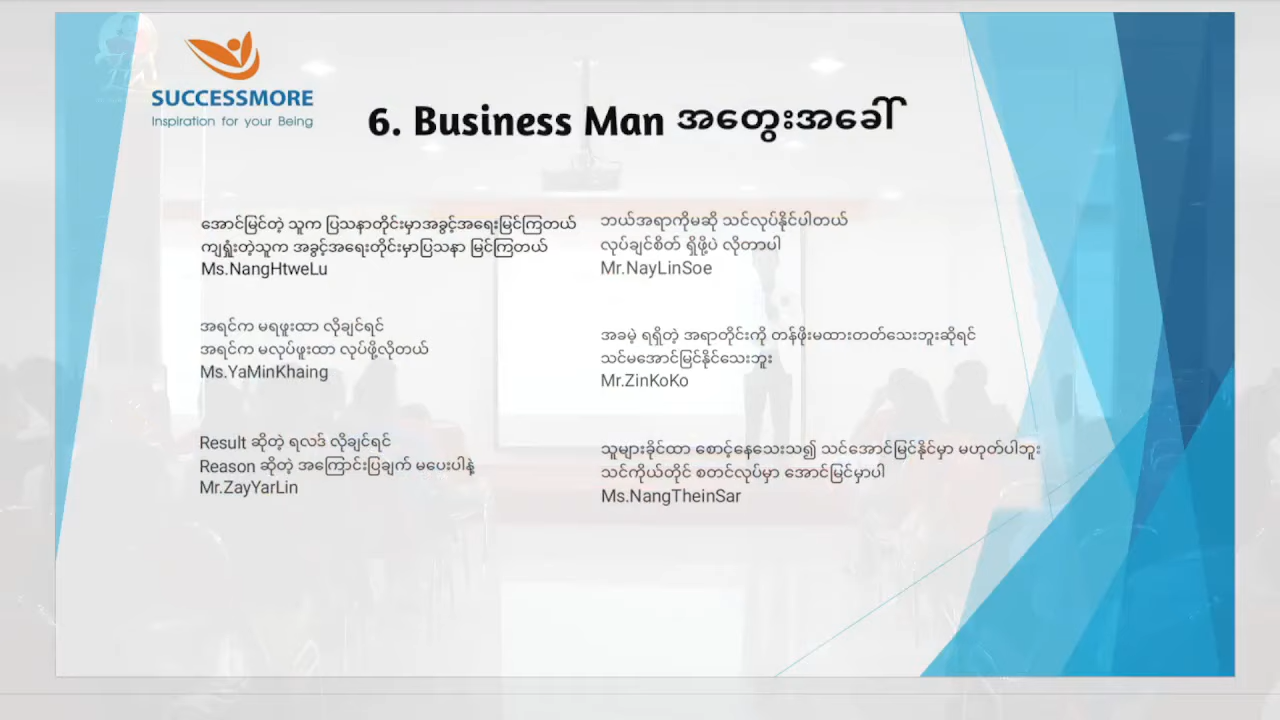 SUCCESSMORE
Inspiration for your Being
6. Business Man အတွေးအခေါ်
အောင်မြင်တဲ့ သူက ပြသနာတိုင်းမှာအခွင့်အရေးမြင်ကြတယ်
ကျရှုံးတဲ့သူက အခွင့်အရေးတိုင်းမှာပြသနာ မြင်ကြတယ်
Ms.NangHtweLu
အရင်က မရဖူးထာ လိုချင်ရင်
အရင်က မလုပ်ဖူးထာ လုပ်ဖို့လိုတယ်
Ms.YaMinKhaing
Result ဆိုတဲ့ ရလဒ် လိုချင်ရင်
Reason ဆိုတဲ့ အကြောင်းပြချက် မပေးပါနဲ့
Mr.ZayYarLin
ဘယ်အရာကိုမဆို သင်လုပ်နိုင်ပါတယ်
လုပ်ချင်စိတ် ရှိဖို့ပဲ လိုတာပါ
Mr.NayLinSoe
အခမဲ့ ရရှိတဲ့ အရာတိုင်းကို တန်ဖိုးမထားတတ်သေးဘူးဆိုရင်
သင်မအောင်မြင်နိုင်သေးဘူး
Mr.ZinKoKo
သူများခိုင်ထာ စောင့်နေသေးသ၍ သင်အောင်မြင်နိုင်မှာ မဟုတ်ပါဘူး
သင်ကိုယ်တိုင် စတင်လုပ်မှာ အောင်မြင်မှာပါ
Ms.NangTheinSar